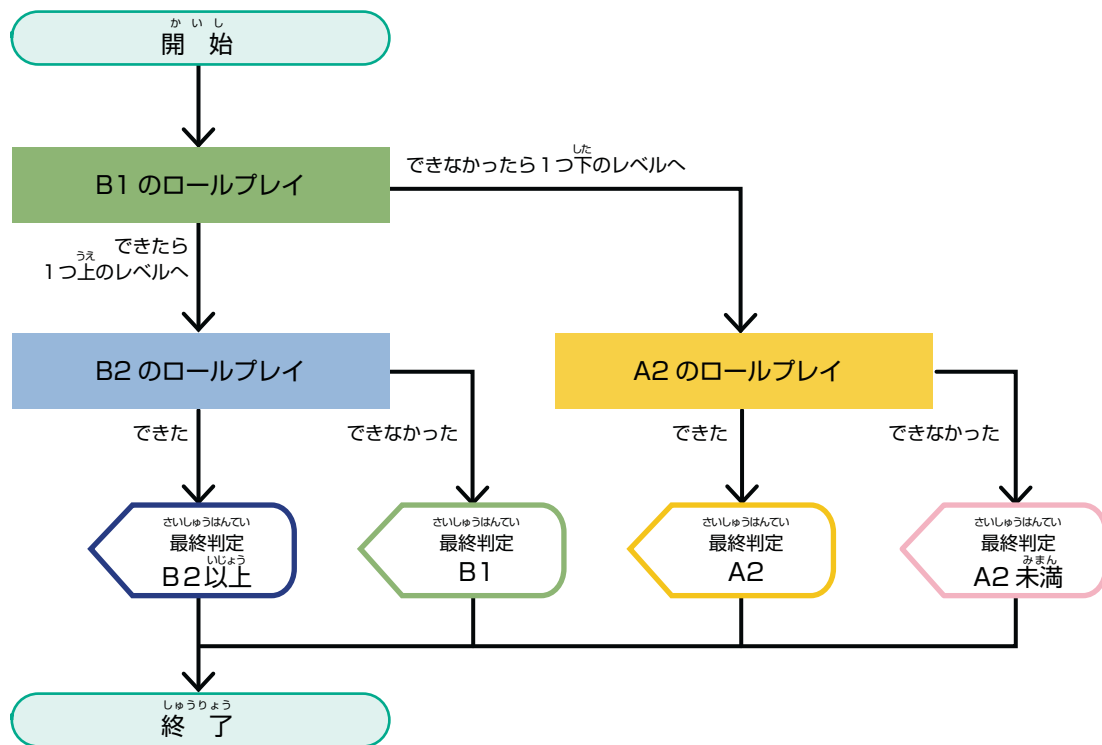 かいし
開 始
B1 のロールプレイ
した
できなかったら1つ下のレベルへ
できたら
うえ
1つ上のレベルへ
B2 のロールプレイ
A2 のロールプレイ
できた
できなかった
できた
できなかった
さいしゅうはんてい
最終判定
いじょう
B2以上
さいしゅうはんてい
最終判定
B1
さいしゅうはんてい
最終判定
A2
さいしゅうはんてい
最終判定
みまん
A2 未満
しゅうりょう
終 了